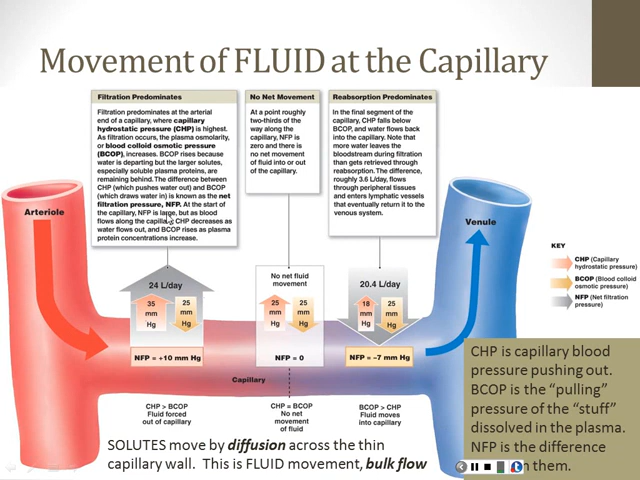 Movement of FLUID at the Capillary
Filtration Predominates
Filtration predominates at the arterial
end of a capillary, where capillary
hydrostatic pressure (CHP) is highest.
As filtration occurs, the plasma osmolarity,
or blood colloid osmotic pressure
(BCOP), increases. BCOP rises because
water is departing but the larger solutes,
especially soluble plasma proteins, are
remaining behind. The difference between
CHP (which pushes water out) and BCOP
(which draws water in) is known as the net
filtration pressure, NFP. At the start of
the capillary, NFP is large, but as blood
flows along the capillary, CHP decreases as
water flows out, and BCOP rises as plasma
protein concentrations increase.
No Net Movement
At a point roughly
two-thirds of the
way along the
capillary, NFP is
zero and there is
no net movement
of fluid into or out
of the capillary.
Reabsorption Predominates
In the final segment of the
capillary, CHP falls below
BCOP, and water flows back
into the capillary. Note that
more water leaves the
bloodstream during filtration
than gets retrieved through
reabsorption. The difference,
roughly 3.6 L/day, flows
through peripheral tissues
and enters lymphatic vessels
that eventually return it to the
venous system.
Arteriole
Venule
24 L/day
35
mm
Hg
25
mm
Hg
NFP = +10 mm Hg
No net fluid
movement
25
mm
Hg
25
mm
Hg
NFP = 0
20.4 L/day
18
mm
Hg
25
mm
Hg
NFP = –7 mm Hg
KEY
CHP (Capillary
hydrostatic pressure)
BCOP (Blood colloid
osmotic pressure)
NFP (Net filtration
pressure)
Capillary
CHP > BCOP
Fluid forced
out of capillary
CHP = BCOP
No net
movement
of fluid
BCOP > CHP
Fluid moves
into capillary
CHP is capillary blood
pressure pushing out.
BCOP is the “pulling”
pressure of the “stuff”
dissolved in the plasma.
NFP is the difference
them.
SOLUTES move by diffusion across the thin
capillary wall. This is FLUID movement, bulk flow